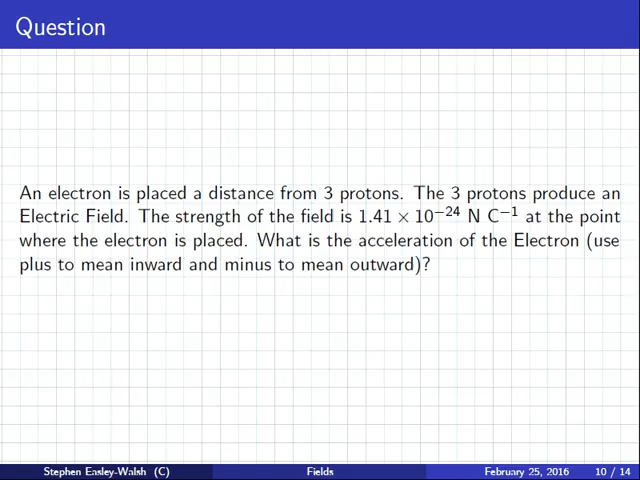 Question
An electron is placed a distance from 3 protons. The 3 protons produce an
Electric Field. The strength of the field is 1.41 × 10⁻²⁴ N C⁻¹ at the point
where the electron is placed. What is the acceleration of the Electron (use
plus to mean inward and minus to mean outward)?
Stephen Easley-Walsh (C) Fields February 25, 2016 10 / 14